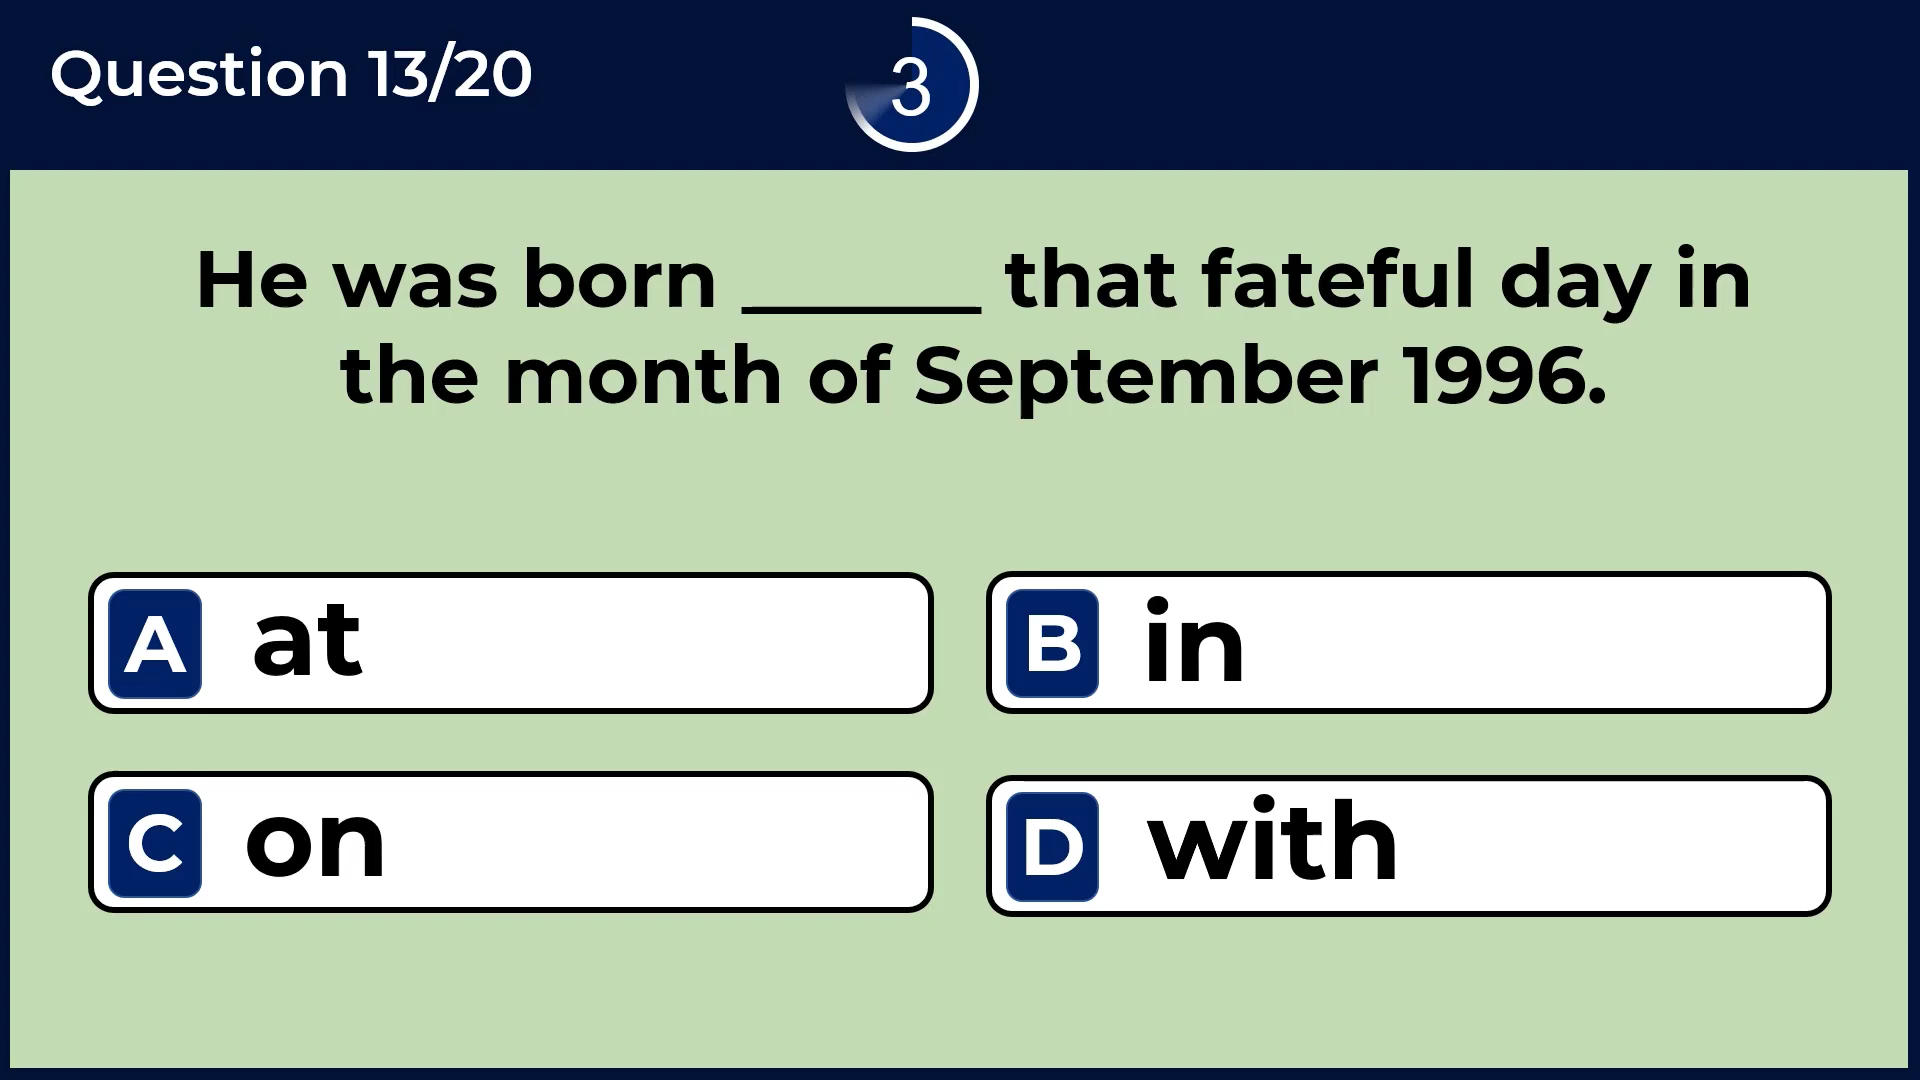 Question 13/20
3
He was born ______ that fateful day in
the month of September 1996.
A at
B in
C on
D with